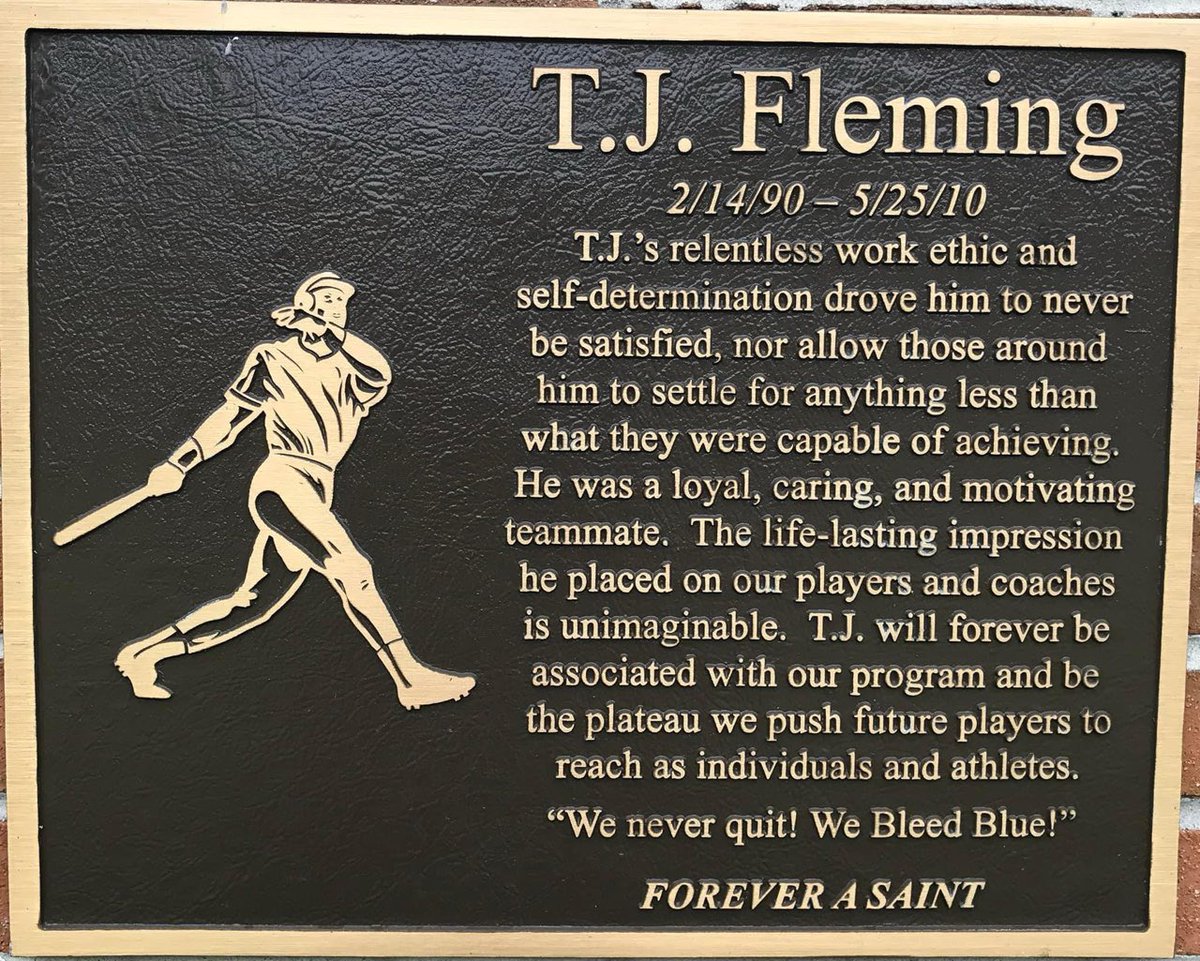 T.J. Fleming
2/14/90 – 5/25/10
T.J.'s relentless work ethic and
self-determination drove him to never
be satisfied, nor allow those around
him to settle for anything less than
what they were capable of achieving.
He was a loyal, caring, and motivating
teammate.  The life-lasting impression
he placed on our players and coaches
is unimaginable.  T.J. will forever be
associated with our program and be
the plateau we push future players to
reach as individuals and athletes.
“We never quit! We Bleed Blue!”
FOREVER A SAINT